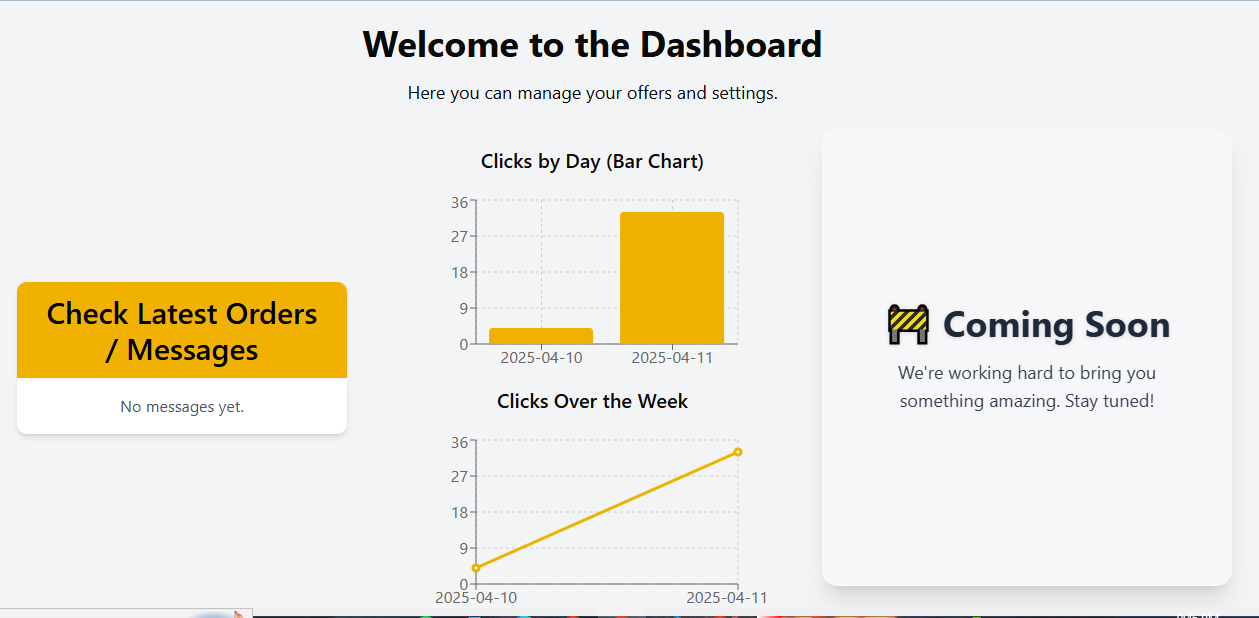 Welcome to the Dashboard
Here you can manage your offers and settings.
Check Latest Orders
/ Messages
No messages yet.
Clicks by Day (Bar Chart)
36
27
18
9
0
2025-04-10
2025-04-11
Clicks Over the Week
36
27
18
9
0
2025-04-10
2025-04-11
Coming Soon
We're working hard to bring you
something amazing. Stay tuned!